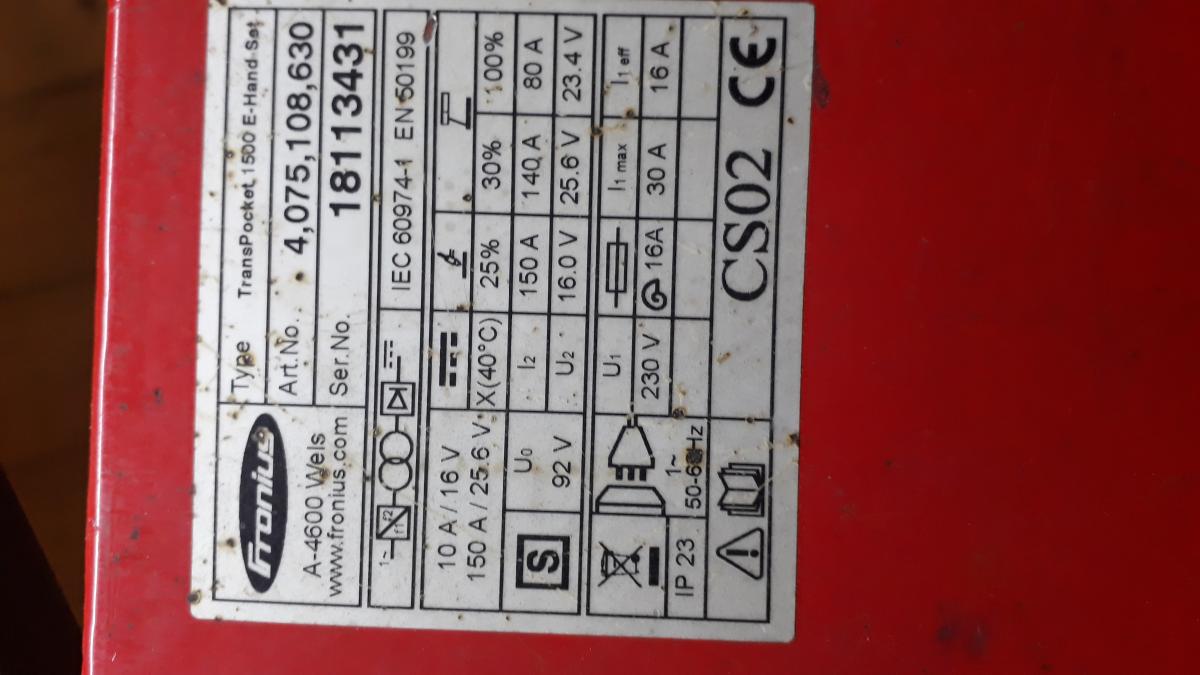 Fronius
A-4600 Wels
www.fronius.com
Type TransPocket 1500 E-Hand-Set
Art.No. 4,075,108,630
Ser.No. 18113431
1~ f1 f2
IEC 60974-1 EN 50199
10 A / 16 V
150 A / 25.6 V
X(40°C) 25% 30% 100%
S
U0
92 V
I2 150 A 140 A 80 A
U2 16.0 V 25.6 V 23.4 V
U1 I1 max I1 eff
230 V 16A 30 A 16 A
IP 23
1~
50-60Hz
CS02 CE